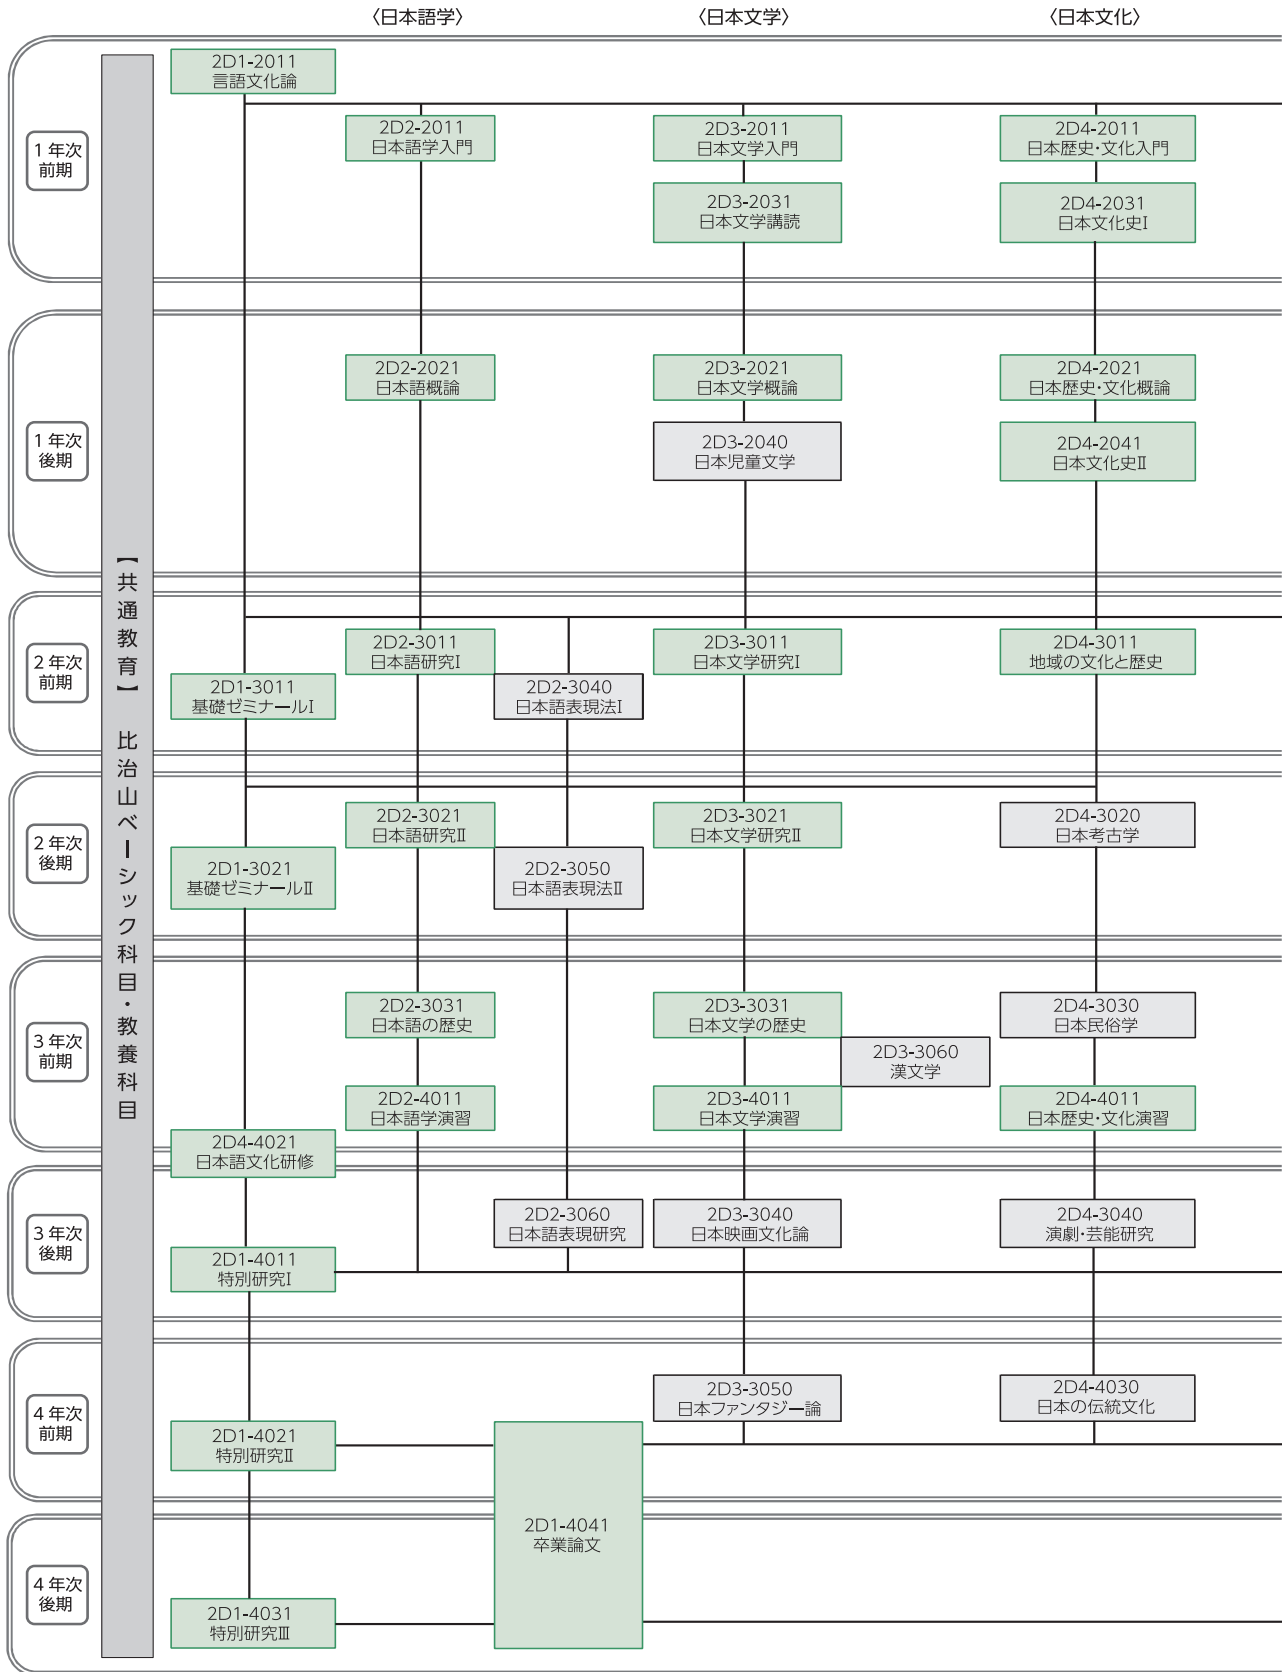 〈日本語学〉
〈日本文学〉
〈日本文化〉
【共通教育】 比治山ベーシック科目・教養科目
1年次
前期
2D1-2011
言語文化論
2D2-2011
日本語学入門
2D3-2011
日本文学入門
2D4-2011
日本歴史・文化入門
2D3-2031
日本文学講読
2D4-2031
日本文化史Ⅰ
1年次
後期
2D2-2021
日本語概論
2D3-2021
日本文学概論
2D4-2021
日本歴史・文化概論
2D3-2040
日本児童文学
2D4-2041
日本文化史Ⅱ
2年次
前期
2D2-3011
日本語研究Ⅰ
2D3-3011
日本文学研究Ⅰ
2D4-3011
地域の文化と歴史
2D1-3011
基礎ゼミナールⅠ
2D2-3040
日本語表現法Ⅰ
2年次
後期
2D2-3021
日本語研究Ⅱ
2D3-3021
日本文学研究Ⅱ
2D4-3020
日本考古学
2D1-3021
基礎ゼミナールⅡ
2D2-3050
日本語表現法Ⅱ
3年次
前期
2D2-3031
日本語の歴史
2D3-3031
日本文学の歴史
2D4-3030
日本民俗学
2D3-3060
漢文学
2D2-4011
日本語学演習
2D3-4011
日本文学演習
2D4-4011
日本歴史・文化演習
2D4-4021
日本語文化研修
3年次
後期
2D2-3060
日本語表現研究
2D3-3040
日本映画文化論
2D4-3040
演劇・芸能研究
2D1-4011
特別研究Ⅰ
4年次
前期
2D3-3050
日本ファンタジー論
2D4-4030
日本の伝統文化
2D1-4021
特別研究Ⅱ
2D1-4041
卒業論文
4年次
後期
2D1-4031
特別研究Ⅲ